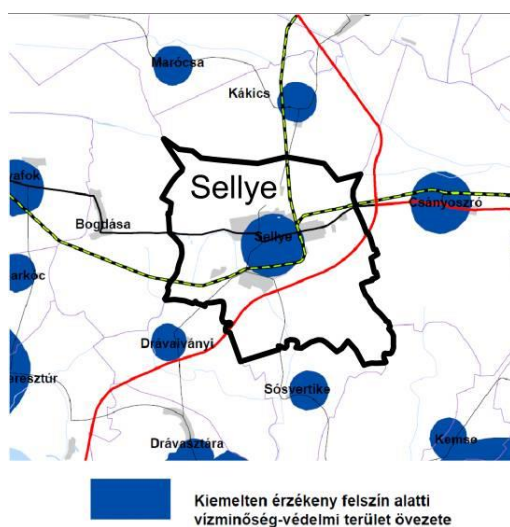 Marócsa
Kákics
Sellye
Csányoszró
Bogdása
Sellye
Drávaiványi
Sósvertike
Drávasztára
Kemse
Kiemelten érzékeny felszín alatti
vízminőség-védelmi terület övezete